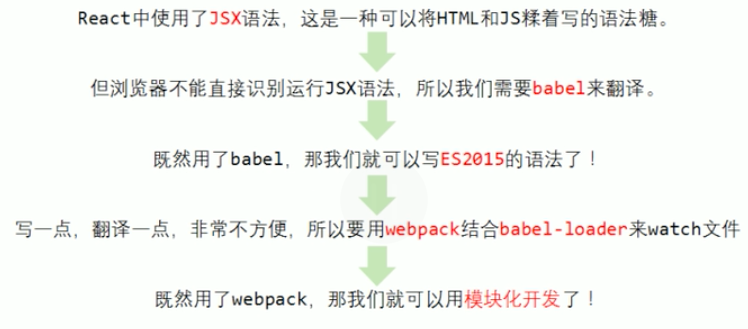 React中使用了JSX语法，这是一种可以将HTML和JS糅着写的语法糖。
但浏览器不能直接识别运行JSX语法，所以我们需要babel来翻译。
既然用了babel，那我们就可以写ES2015的语法了！
写一点，翻译一点，非常不方便，所以要用webpack结合babel-loader来watch文件
既然用了webpack，那我们就可以用模块化开发了！